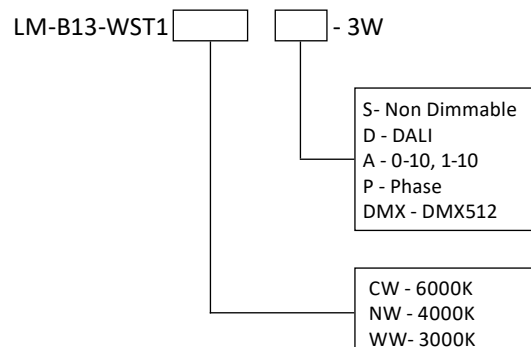 LM-B13-WST1 - 3W
S- Non Dimmable
D - DALI
A - 0-10, 1-10
P - Phase
DMX - DMX512
CW - 6000K
NW - 4000K
WW- 3000K